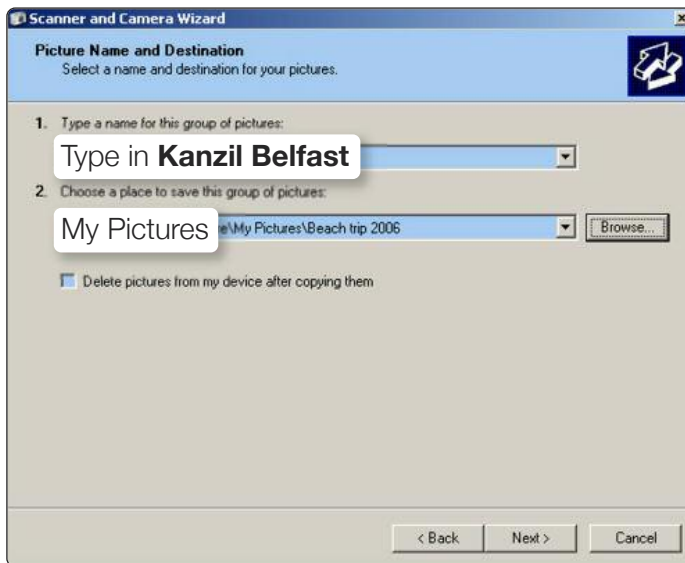 Scanner and Camera Wizard
Picture Name and Destination
Select a name and destination for your pictures.
1. Type a name for this group of pictures:
Type in Kanzil Belfast
2. Choose a place to save this group of pictures:
My Pictures e\My Pictures\Beach trip 2006 Browse...
Delete pictures from my device after copying them
< Back Next > Cancel